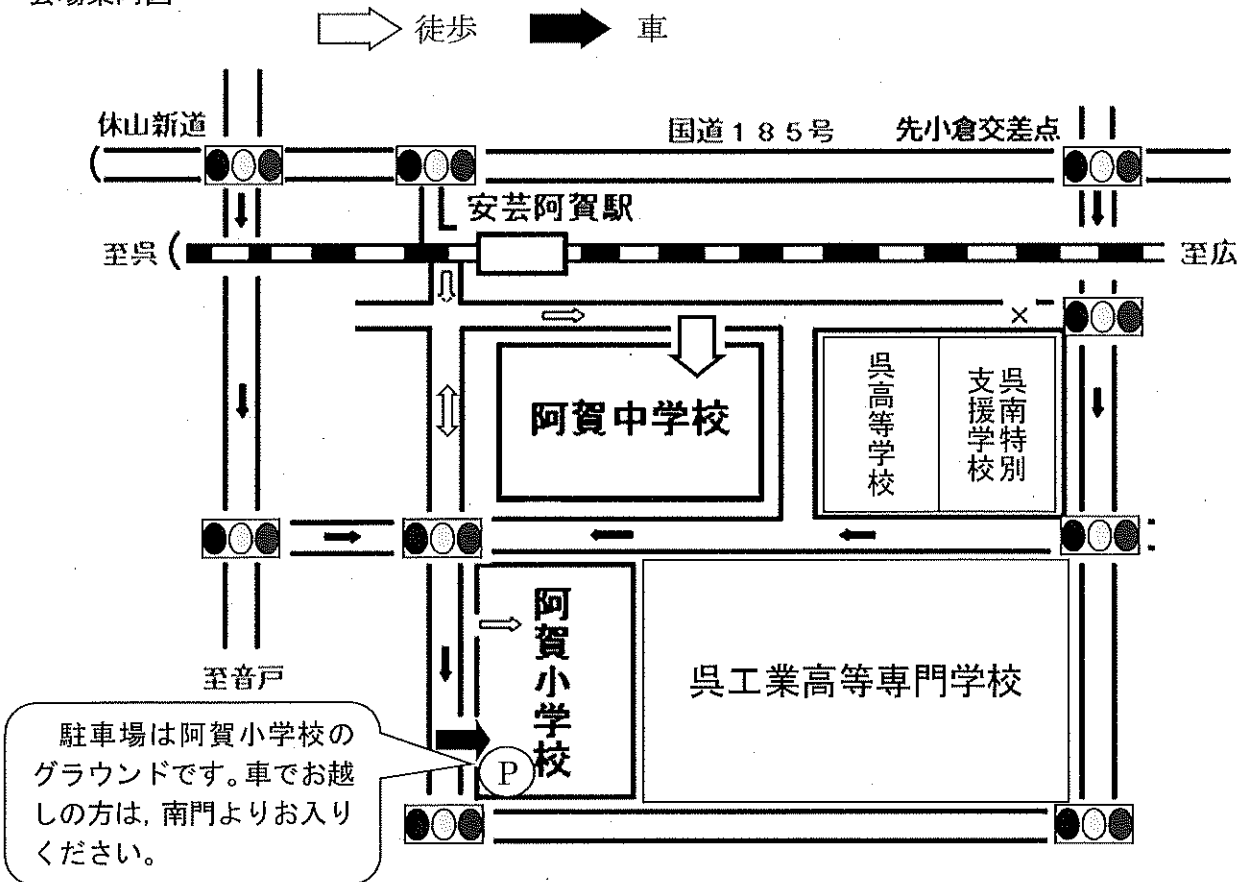 徒歩
車
休山新道
国道185号
先小倉交差点
安芸阿賀駅
至呉
至広
阿賀中学校
呉高等学校
呉南特別
支援学校
阿賀小学校
呉工業高等専門学校
至音戸
駐車場は阿賀小学校の
グラウンドです。車でお越
しの方は,南門よりお入り
ください。
P